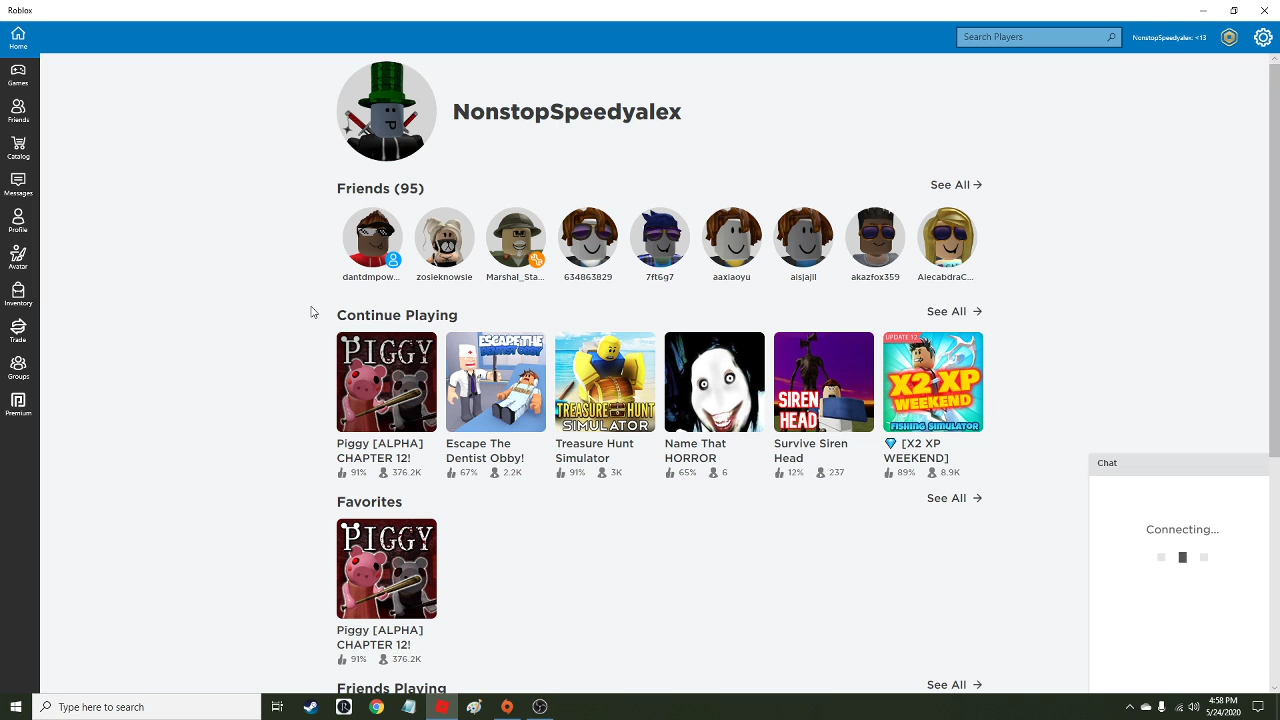 Roblox
Home
Search Players
NonstopSpeedyalex: <13
Games
Friends
Catalog
Messages
Profile
Avatar
Inventory
Trade
Groups
Premium
NonstopSpeedyalex
Friends (95)
See All
dantdmpow...
zosieknowsie
Marshal_Sta...
634863829
7ft6g7
aaxiaoyu
aisjajll
akazfox359
AlecabdraC...
Continue Playing
See All
PIGGY
ESCAPE THE
DENTIST OBBY!
TREASURE HUNT
SIMULATOR
SIREN
HEAD
UPDATE 12
X2 XP
WEEKEND
FISHING SIMULATOR
Piggy [ALPHA]
CHAPTER 12!
91% 376.2K
Escape The
Dentist Obby!
67% 2.2K
Treasure Hunt
Simulator
91% 3K
Name That
HORROR
65% 6
Survive Siren
Head
12% 237
💎 [X2 XP
WEEKEND]
89% 8.9K
Favorites
See All
PIGGY
Piggy [ALPHA]
CHAPTER 12!
91% 376.2K
Friends Playing
See All
Chat
Connecting...
Type here to search
4:58 PM
5/24/2020